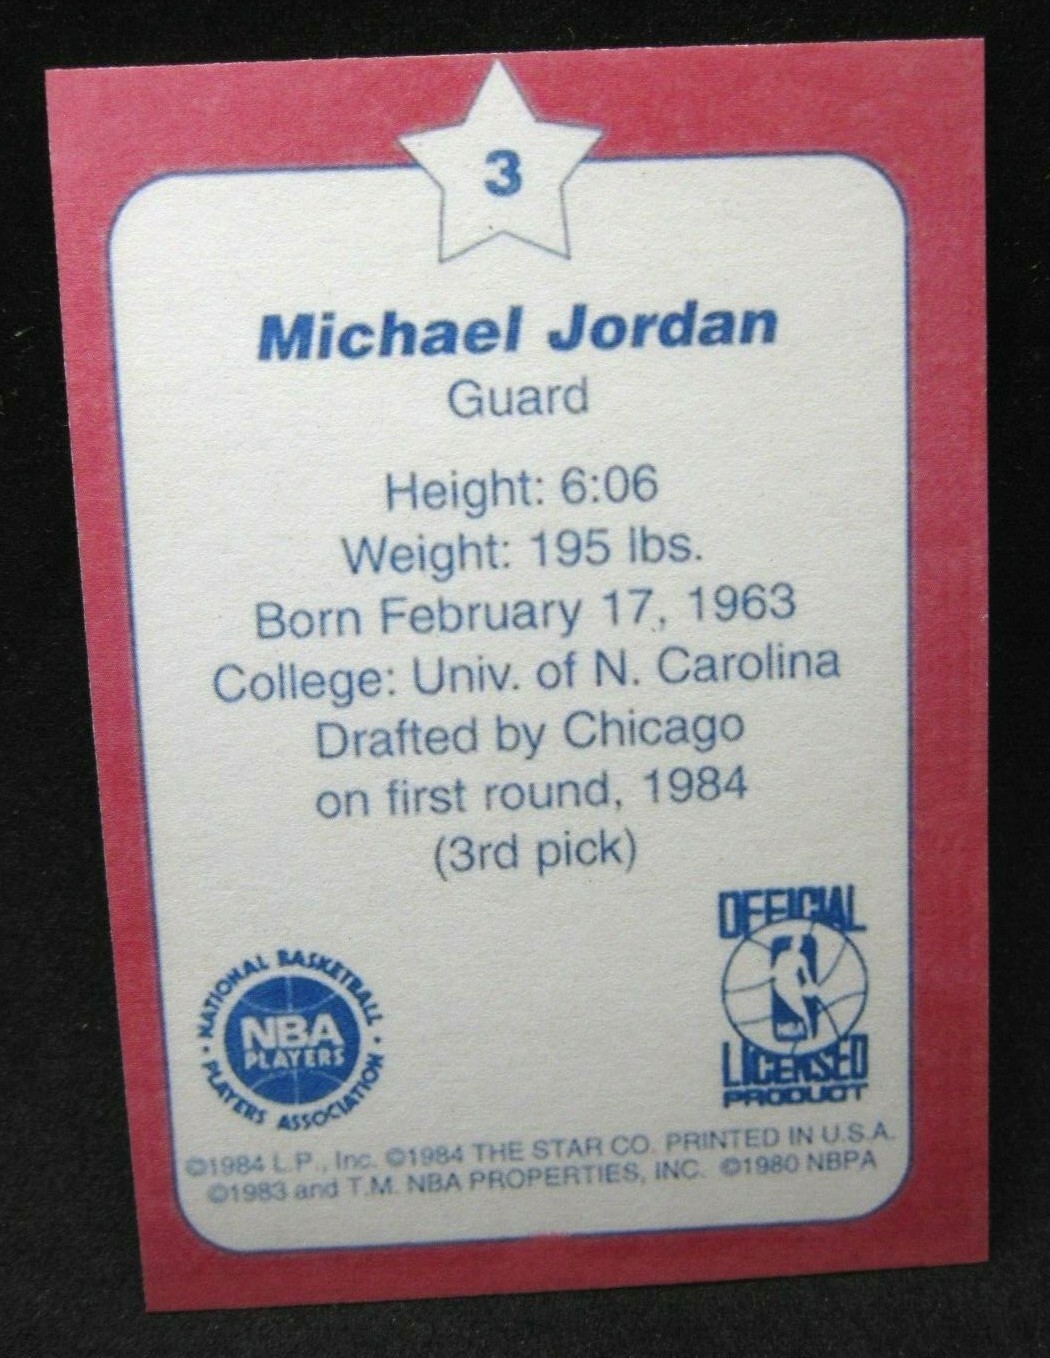 3
Michael Jordan
Guard
Height: 6:06
Weight: 195 lbs.
Born February 17, 1963
College: Univ. of N. Carolina
Drafted by Chicago
on first round, 1984
(3rd pick)
NATIONAL BASKETBALL
NBA
PLAYERS
PLAYERS ASSOCIATION
OFFICIAL
NBA
LICENSED
PRODUCT
©1984 L.P., Inc. ©1984 THE STAR CO. PRINTED IN U.S.A.
©1983 and T.M. NBA PROPERTIES, INC. ©1980 NBPA